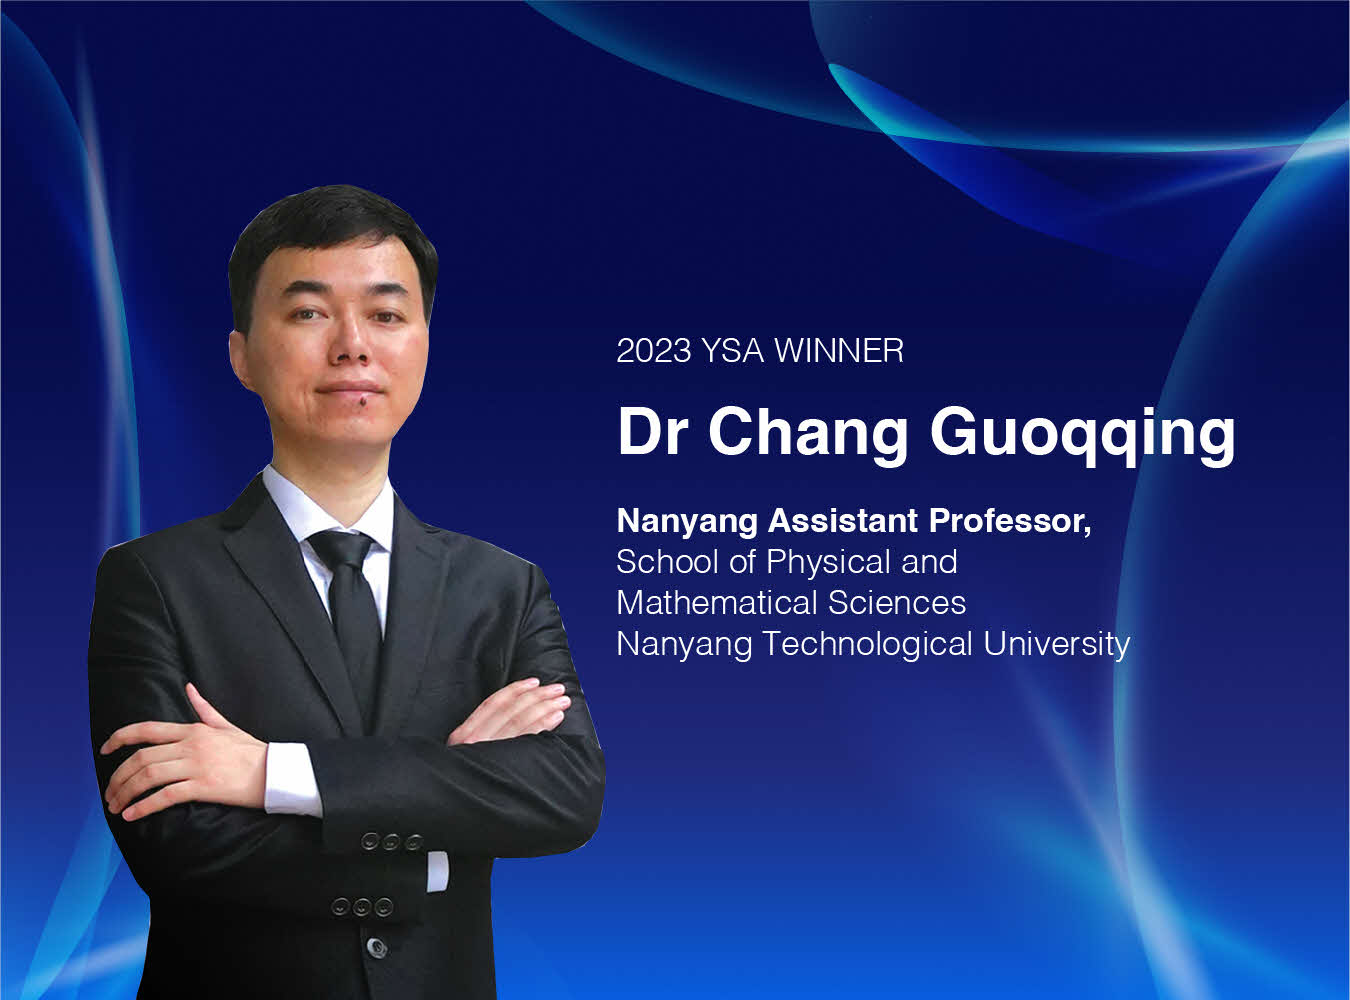 2023 YSA WINNER
Dr Chang Guoqqing
Nanyang Assistant Professor,
School of Physical and
Mathematical Sciences
Nanyang Technological University